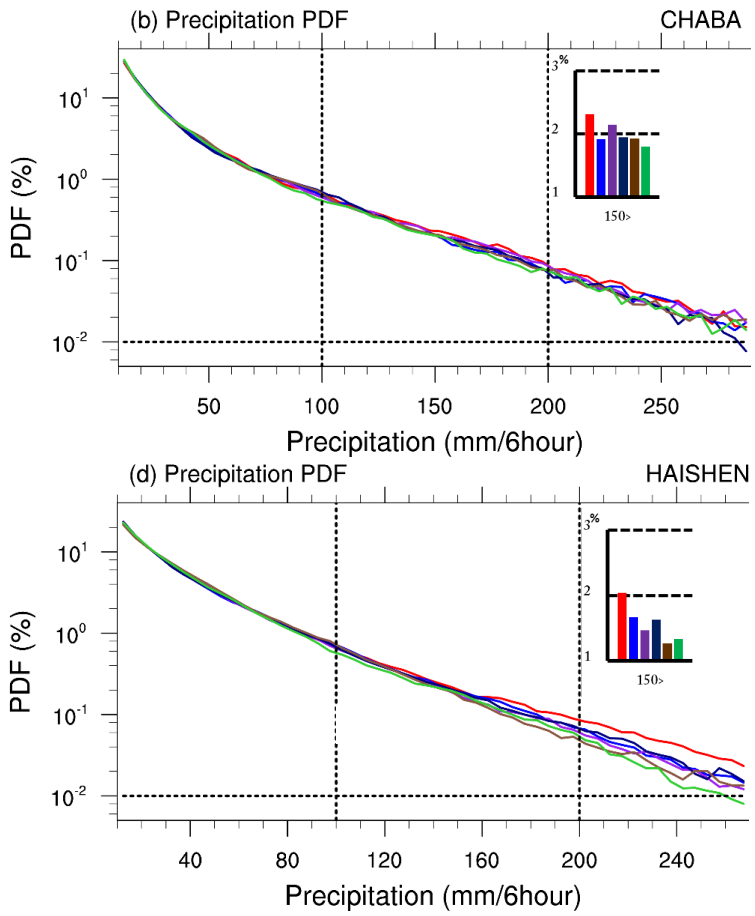 (b) Precipitation PDF CHABA
PDF (%)
10¹
10⁰
10⁻¹
10⁻²
3%
2
1
150>
50 100 150 200 250
Precipitation (mm/6hour)
(d) Precipitation PDF HAISHEN
PDF (%)
10¹
10⁰
10⁻¹
10⁻²
3%
2
1
150>
40 80 120 160 200 240
Precipitation (mm/6hour)